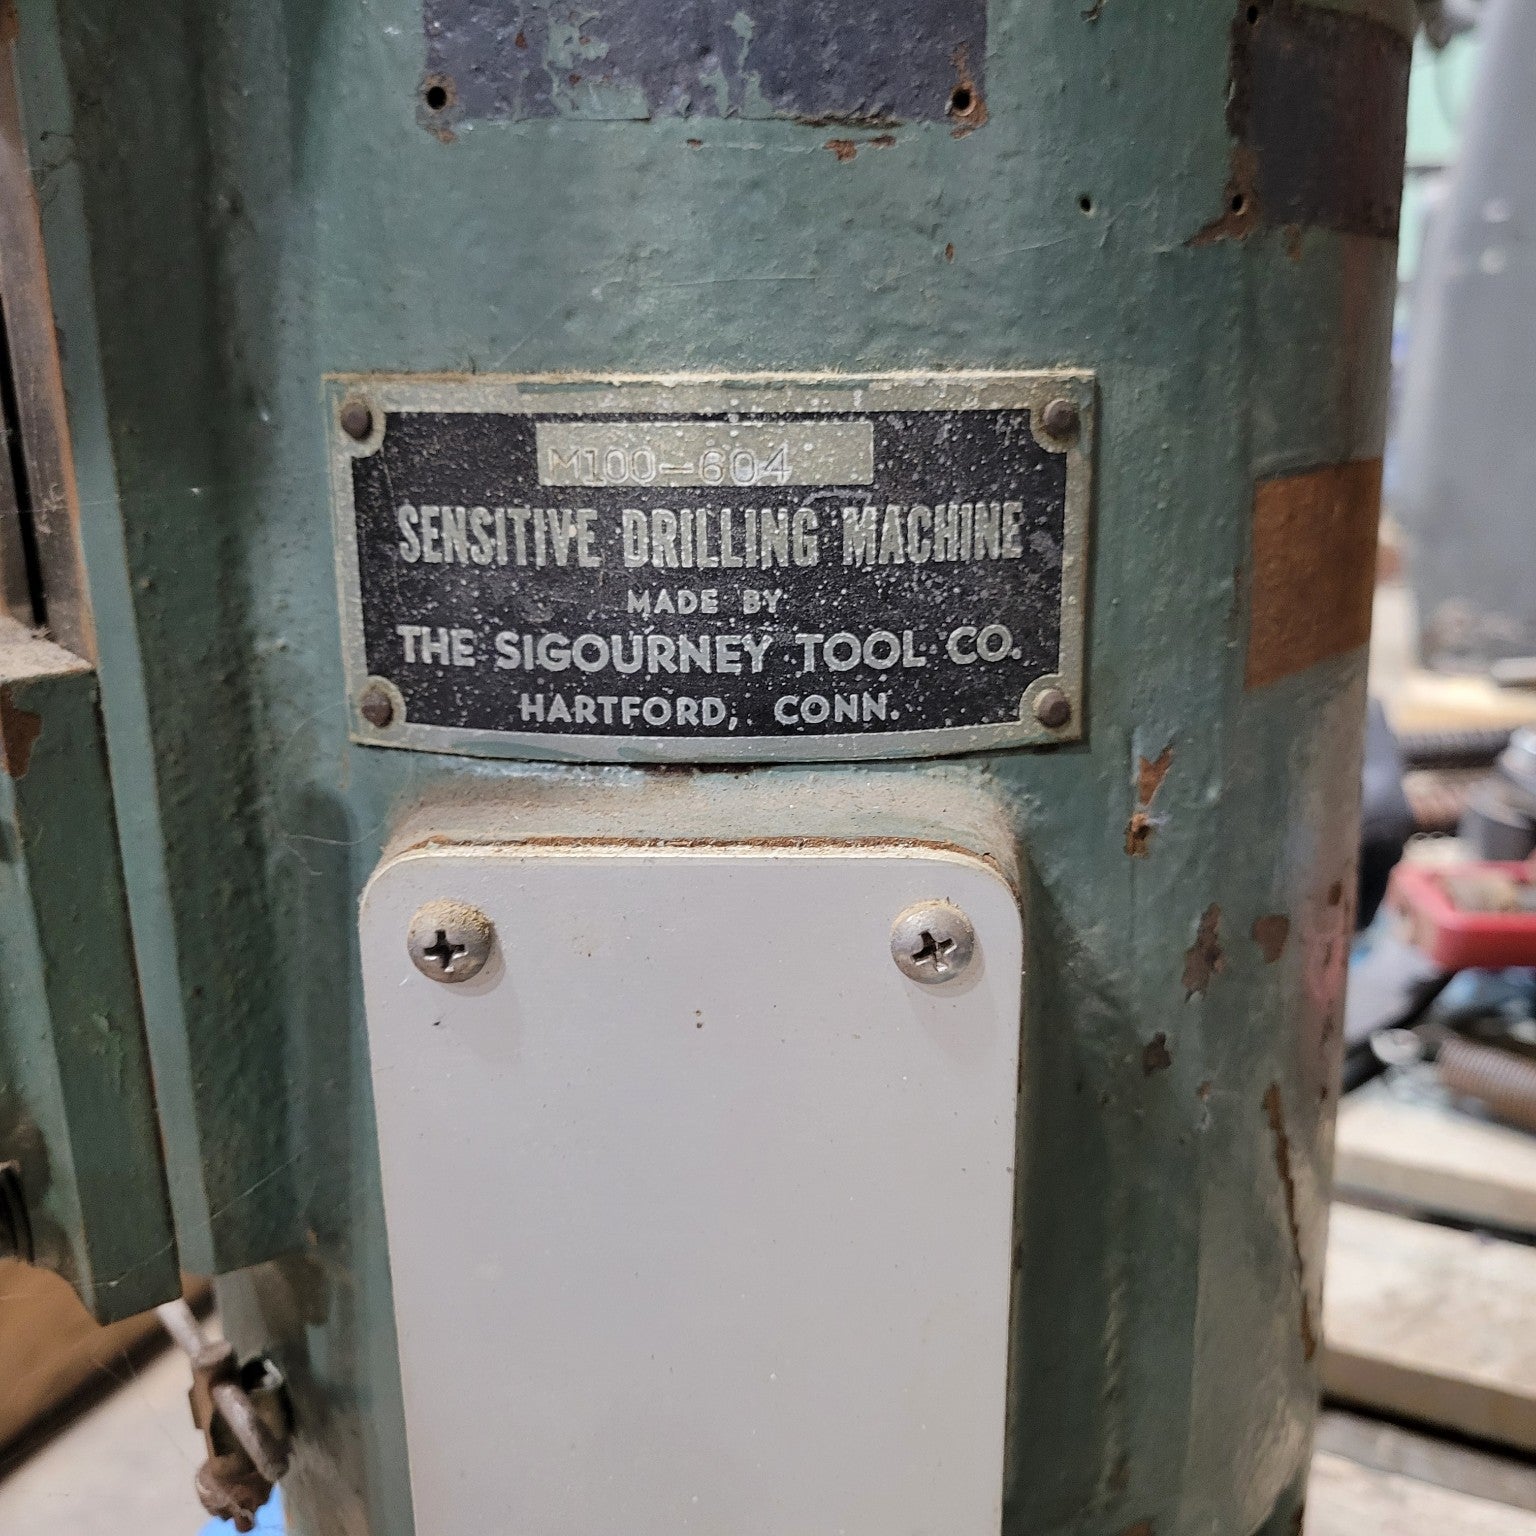 M100-604
SENSITIVE DRILLING MACHINE
MADE BY
THE SIGOURNEY TOOL CO.
HARTFORD, CONN.